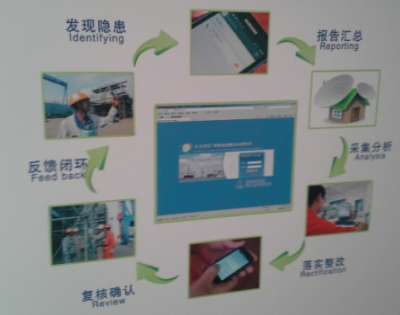 发现隐患
Identifying
报告汇总
Reporting
采集分析
Analysis
落实整改
Rectification
复核确认
Review
反馈闭环
Feed back